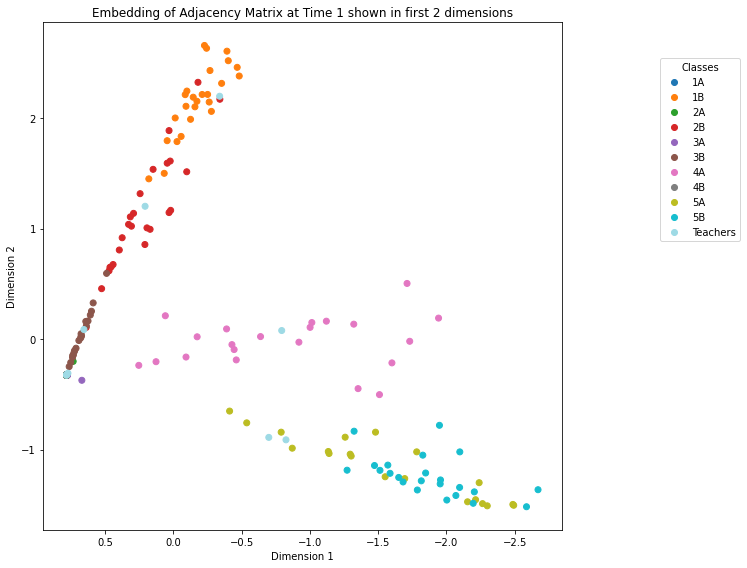 Embedding of Adjacency Matrix at Time 1 shown in first 2 dimensions
Classes
1A
1B
2A
2B
3A
3B
4A
4B
5A
5B
Teachers
Dimension 2
2
1
0
−1
0.5
0.0
−0.5
−1.0
−1.5
−2.0
−2.5
Dimension 1